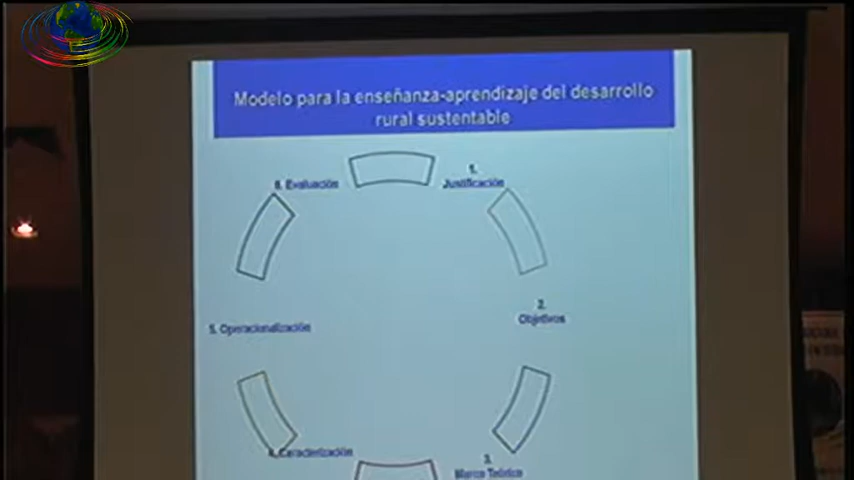 Modelo para la enseñanza-aprendizaje del desarrollo
rural sustentable
6. Evaluación
1.
Justificación
2.
Objetivos
5. Operacionalización
4. Caracterización
3.
Marco Teórico